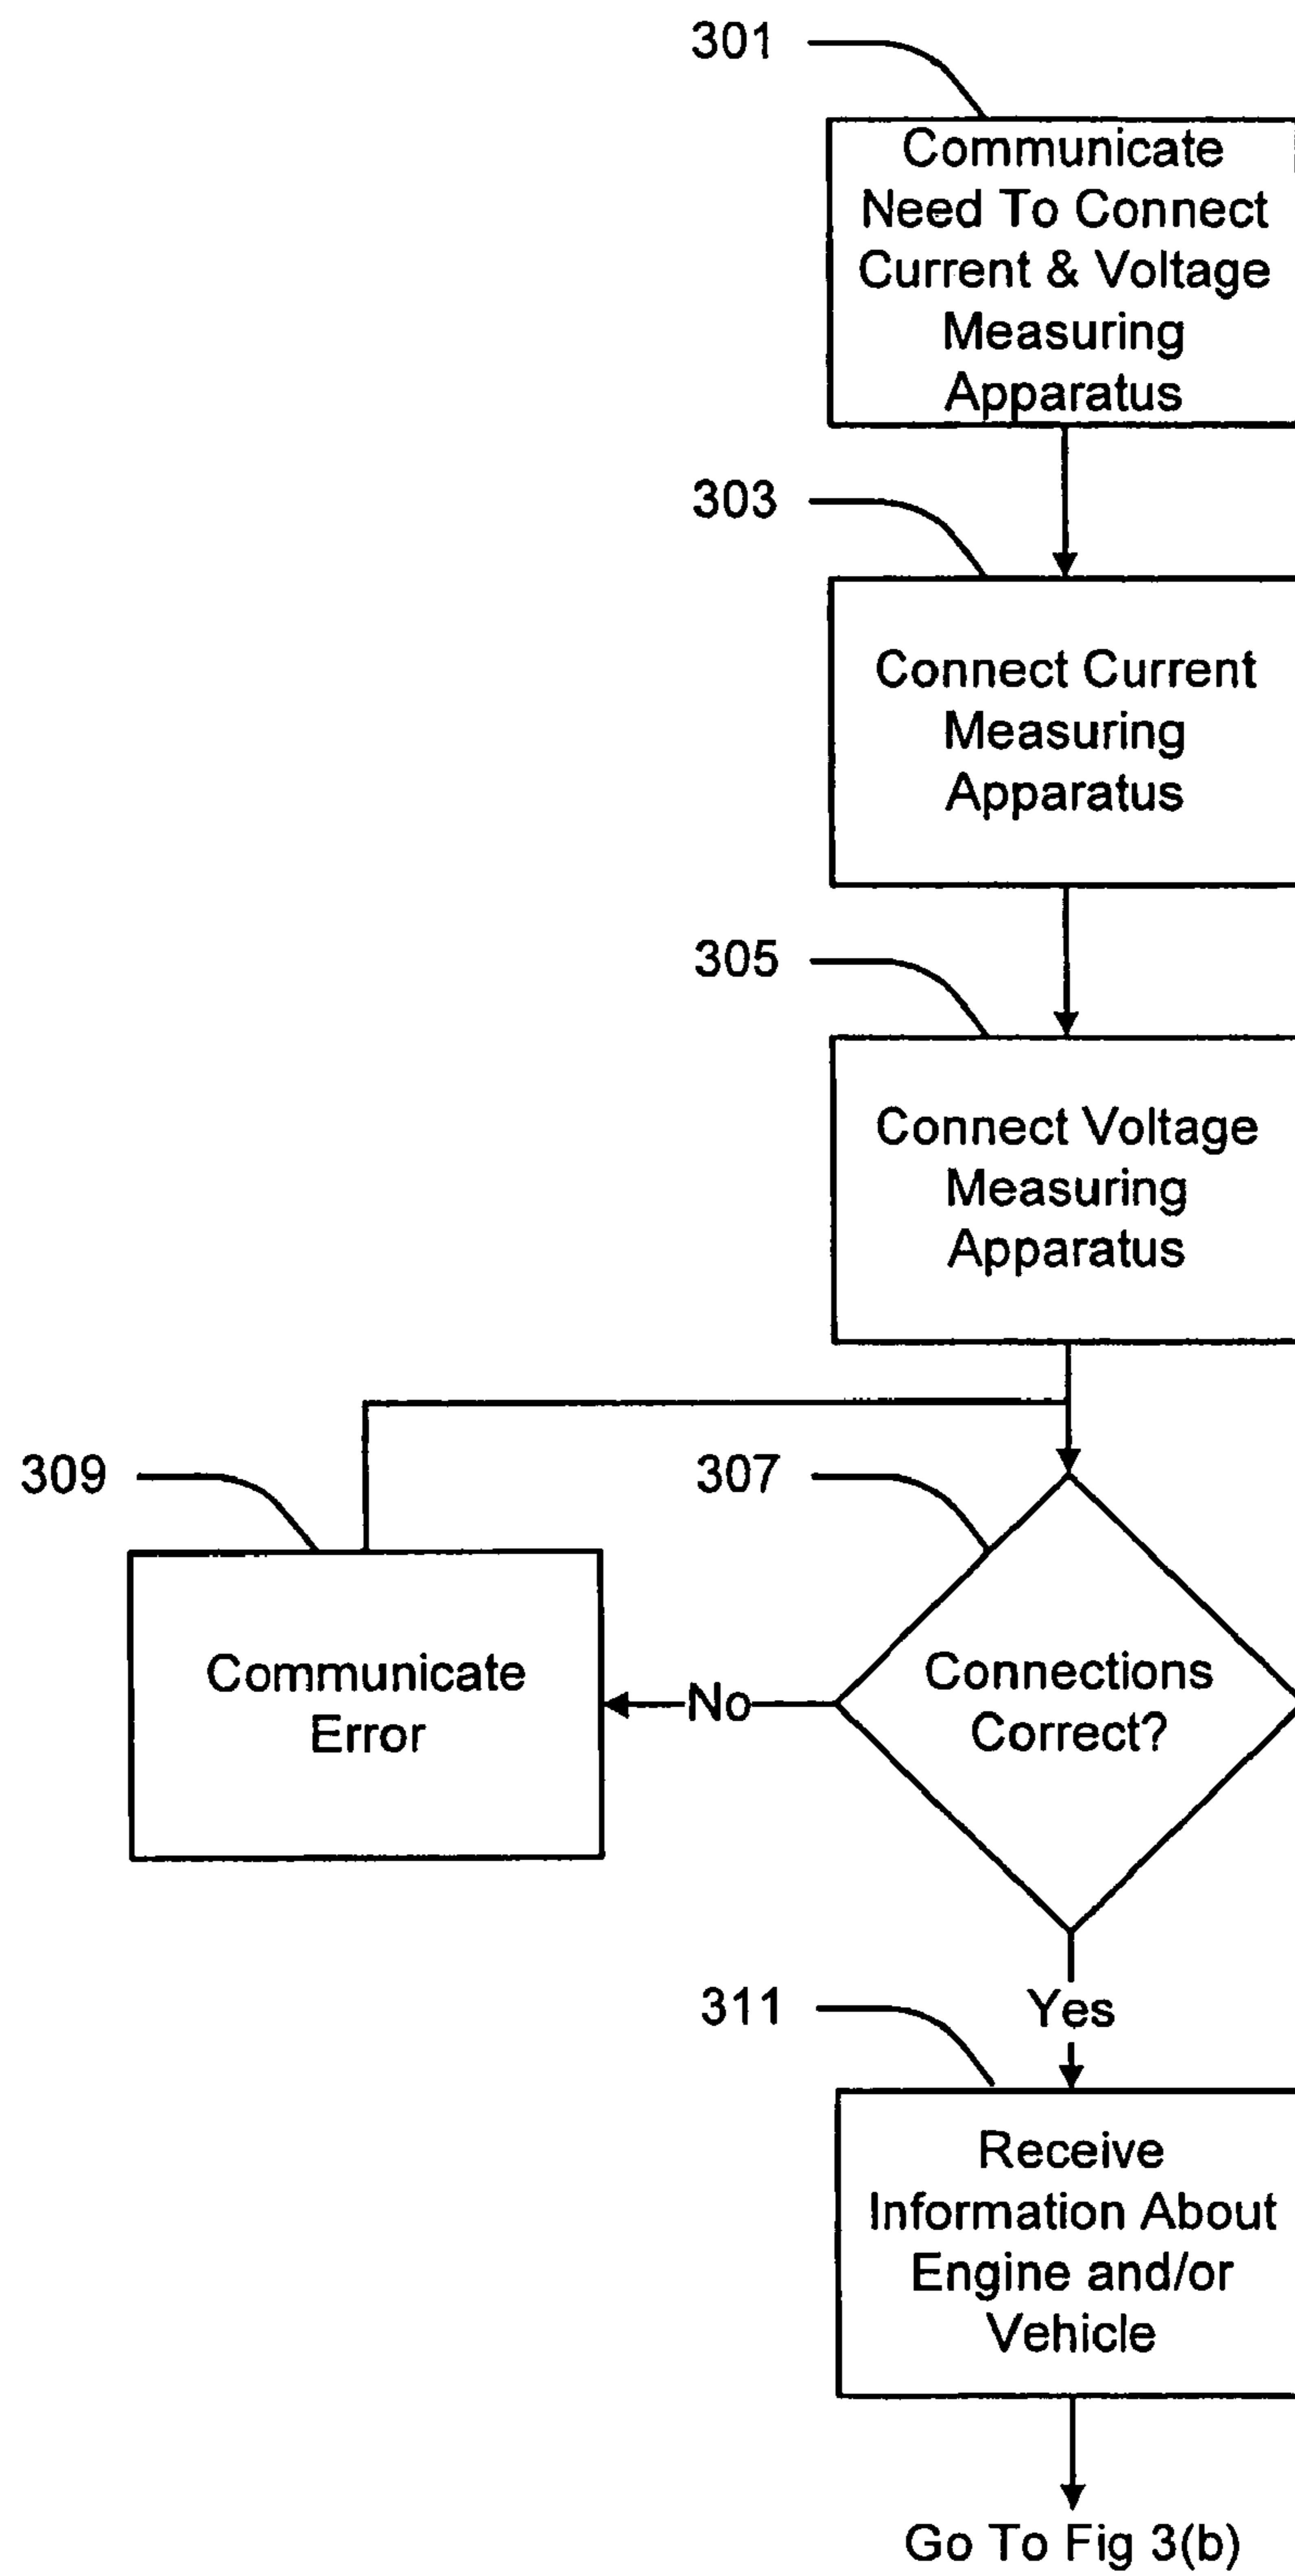 301
Communicate
Need To Connect
Current & Voltage
Measuring
Apparatus
303
Connect Current
Measuring
Apparatus
305
Connect Voltage
Measuring
Apparatus
309
307
Communicate
Error
No
Connections
Correct?
311
Yes
Receive
Information About
Engine and/or
Vehicle
Go To Fig 3(b)